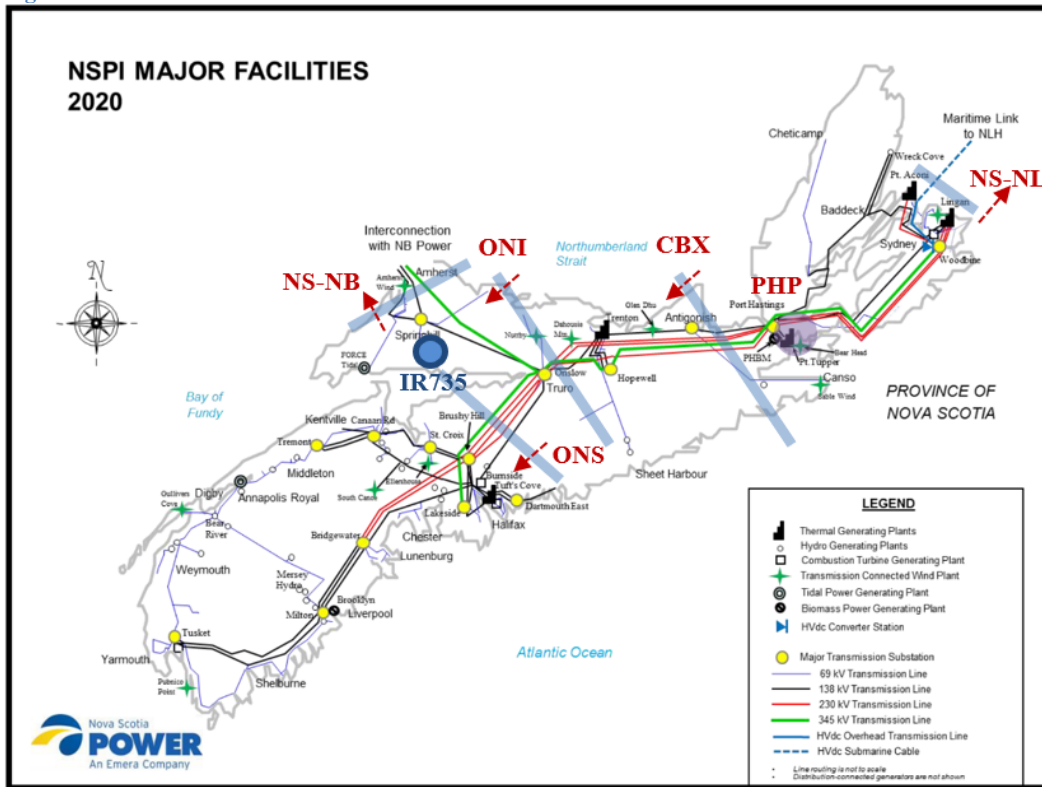 NSPI MAJOR FACILITIES
2020
Maritime Link
to NLH
Cheticamp
Wreck Cove
Pt. Aconi
NS-NL
Baddeck
Lingan
Sydney
Woodbine
Interconnection
with NB Power
ONI
Northumberland
Strait
CBX
NS-NB
Amherst
Amherst
Wind
PHP
Port Hastings
Glen Dhu
Trenton
Antigonish
Springhill
Nuttby
Dalhousie
Mtn
FORCE
Tidal
IR735
PHBM
Pt.Tupper
Bear Head
Onslow
Truro
Hopewell
Canso
Sable Wind
PROVINCE OF
NOVA SCOTIA
Bay of
Fundy
Brushy Hill
Kentville
Canaan Rd
St. Croix
Tremont
ONS
Sheet Harbour
Middleton
Ellershouse
Burnside
Tuft's Cove
Digby
Annapolis Royal
South Canoe
Dartmouth East
Gullivers
Cove
Lakeside
Halifax
Bear
River
Chester
Bridgewater
Lunenburg
Weymouth
Mersey
Hydro
Brooklyn
Milton
Liverpool
Tusket
Yarmouth
Shelburne
Pubnico
Point
Atlantic Ocean
LEGEND
Thermal Generating Plants
Hydro Generating Plants
Combustion Turbine Generating Plant
Transmission Connected Wind Plant
Tidal Power Generating Plant
Biomass Power Generating Plant
HVdc Converter Station
Major Transmission Substation
69 kV Transmission Line
138 kV Transmission Line
230 kV Transmission Line
345 kV Transmission Line
HVdc Overhead Transmission Line
HVdc Submarine Cable
• Line routing is not to scale
• Distribution-connected generators are not shown
Nova Scotia
POWER
An Emera Company
N